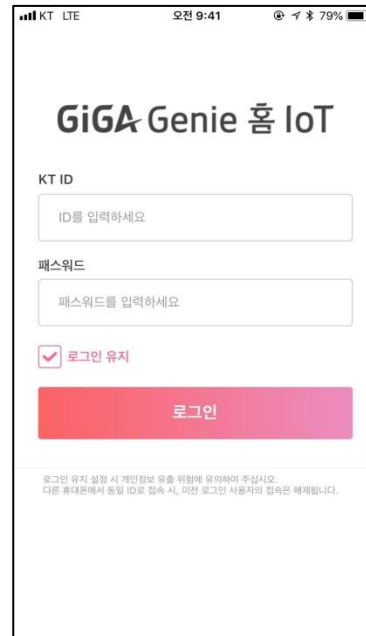 KT LTE 오전 9:41 79%
GiGA Genie 홈 IoT
KT ID
ID를 입력하세요
패스워드
패스워드를 입력하세요
로그인 유지
로그인
로그인 유지 설정 시 개인정보 유출 위험에 유의하여 주십시오.
다른 휴대폰에서 동일 ID로 접속 시, 이전 로그인 사용자의 접속은 해제됩니다.